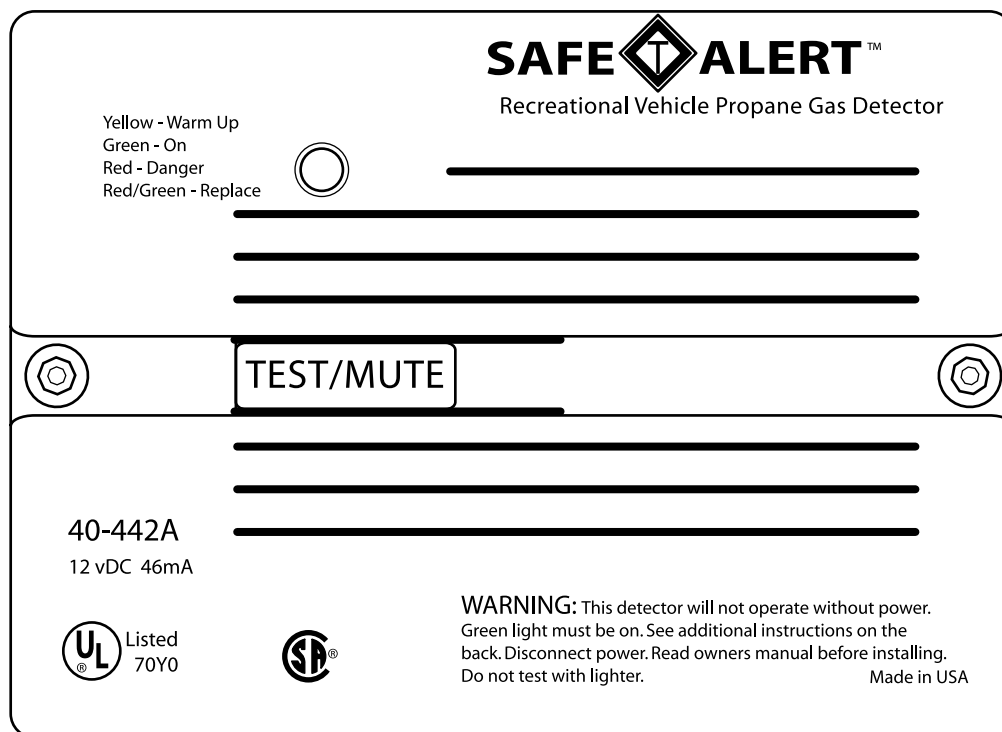 SAFE T ALERT™
Recreational Vehicle Propane Gas Detector
Yellow - Warm Up
Green - On
Red - Danger
Red/Green - Replace
TEST/MUTE
40-442A
12 vDC 46mA
UL® Listed
70Y0
SA®
WARNING: This detector will not operate without power.
Green light must be on. See additional instructions on the
back. Disconnect power. Read owners manual before installing.
Do not test with lighter. Made in USA